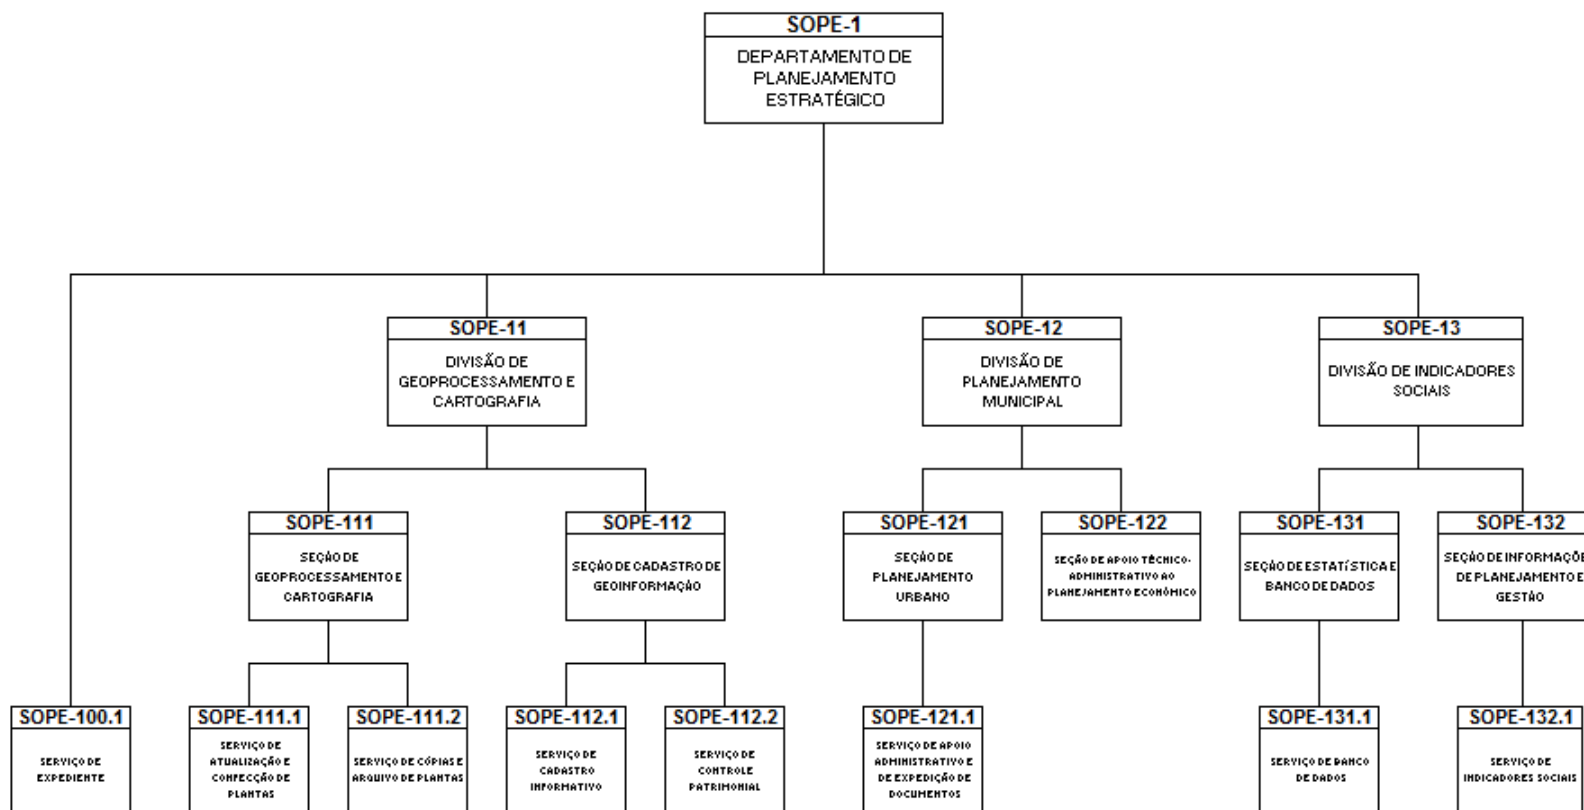 SOPE-1
DEPARTAMENTO DE
PLANEJAMENTO
ESTRATÉGICO
SOPE-11
DIVISÃO DE
GEOPROCESSAMENTO E
CARTOGRAFIA
SOPE-12
DIVISÃO DE
PLANEJAMENTO
MUNICIPAL
SOPE-13
DIVISÃO DE INDICADORES
SOCIAIS
SOPE-111
SEÇÃO DE
GEOPROCESSAMENTO E
CARTOGRAFIA
SOPE-112
SEÇÃO DE CADASTRO DE
GEOINFORMAÇÃO
SOPE-121
SEÇÃO DE
PLANEJAMENTO
URBANO
SOPE-122
SEÇÃO DE APOIO TÉCNICO-
ADMINISTRATIVO AO
PLANEJAMENTO ECONÔMICO
SOPE-131
SEÇÃO DE ESTATÍSTICA E
BANCO DE DADOS
SOPE-132
SEÇÃO DE INFORMAÇÕE
DE PLANEJAMENTO E
GESTÃO
SOPE-100.1
SERVIÇO DE
EXPEDIENTE
SOPE-111.1
SERVIÇO DE
ATUALIZAÇÃO E
CONFECÇÃO DE
PLANTAS
SOPE-111.2
SERVIÇO DE CÓPIAS E
ARQUIVO DE PLANTAS
SOPE-112.1
SERVIÇO DE
CADASTRO
INFORMATIVO
SOPE-112.2
SERVIÇO DE
CONTROLE
PATRIMONIAL
SOPE-121.1
SERVIÇO DE APOIO
ADMINISTRATIVO E
DE EXPEDIÇÃO DE
DOCUMENTOS
SOPE-131.1
SERVIÇO DE BANCO
DE DADOS
SOPE-132.1
SERVIÇO DE
INDICADORES SOCIAIS